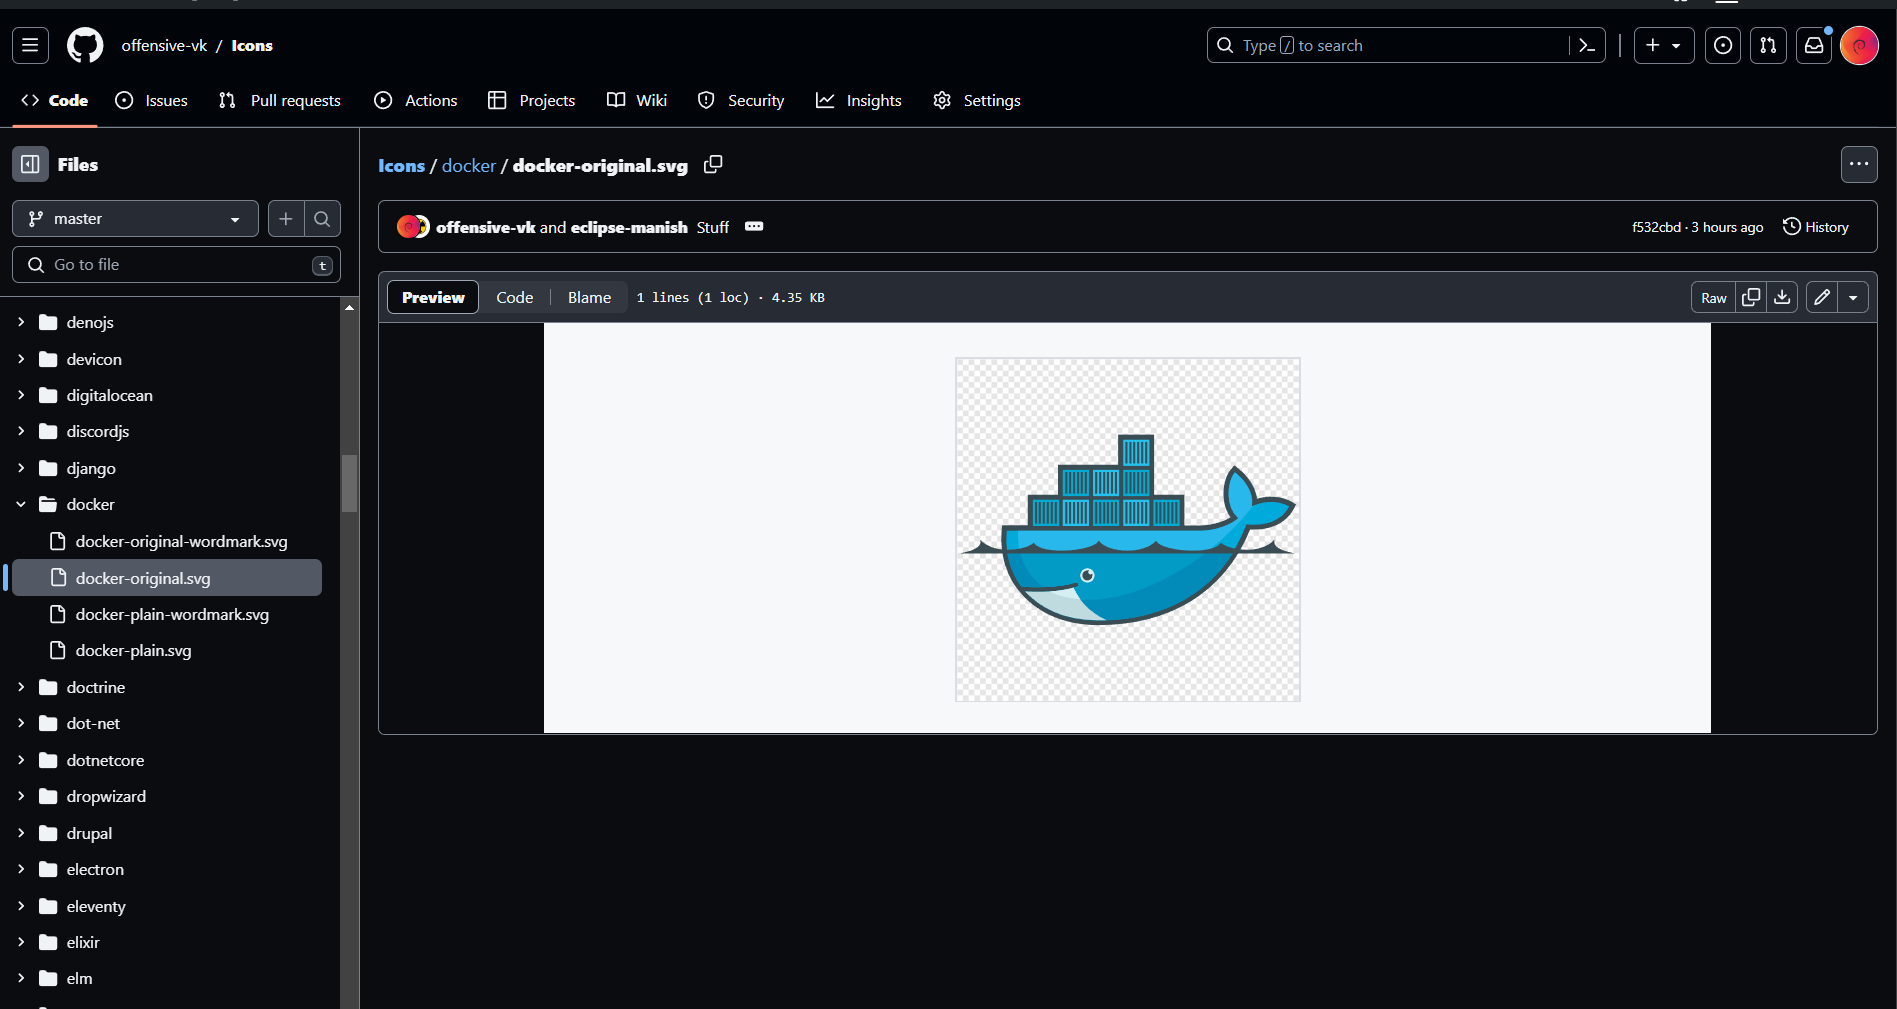 offensive-vk / Icons
Type / to search
Code
Issues
Pull requests
Actions
Projects
Wiki
Security
Insights
Settings
Files
master
Go to file
t
denojs
devicon
digitalocean
discordjs
django
docker
docker-original-wordmark.svg
docker-original.svg
docker-plain-wordmark.svg
docker-plain.svg
doctrine
dot-net
dotnetcore
dropwizard
drupal
electron
eleventy
elixir
elm
Icons / docker / docker-original.svg
offensive-vk and eclipse-manish Stuff
f532cbd · 3 hours ago
History
Preview
Code
Blame
1 lines (1 loc) · 4.35 KB
Raw